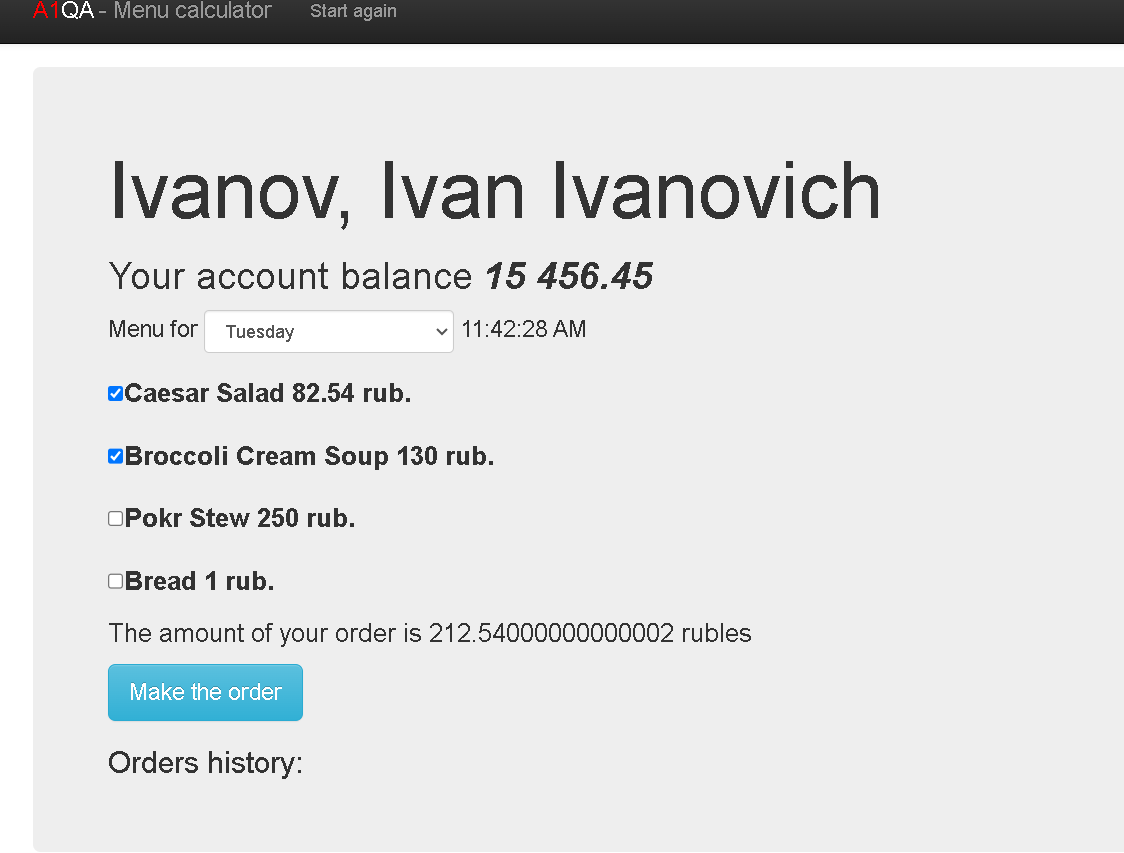 A1QA - Menu calculator Start again
Ivanov, Ivan Ivanovich
Your account balance 15 456.45
Menu for Tuesday 11:42:28 AM
Caesar Salad 82.54 rub.
Broccoli Cream Soup 130 rub.
Pokr Stew 250 rub.
Bread 1 rub.
The amount of your order is 212.54000000000002 rubles
Make the order
Orders history: